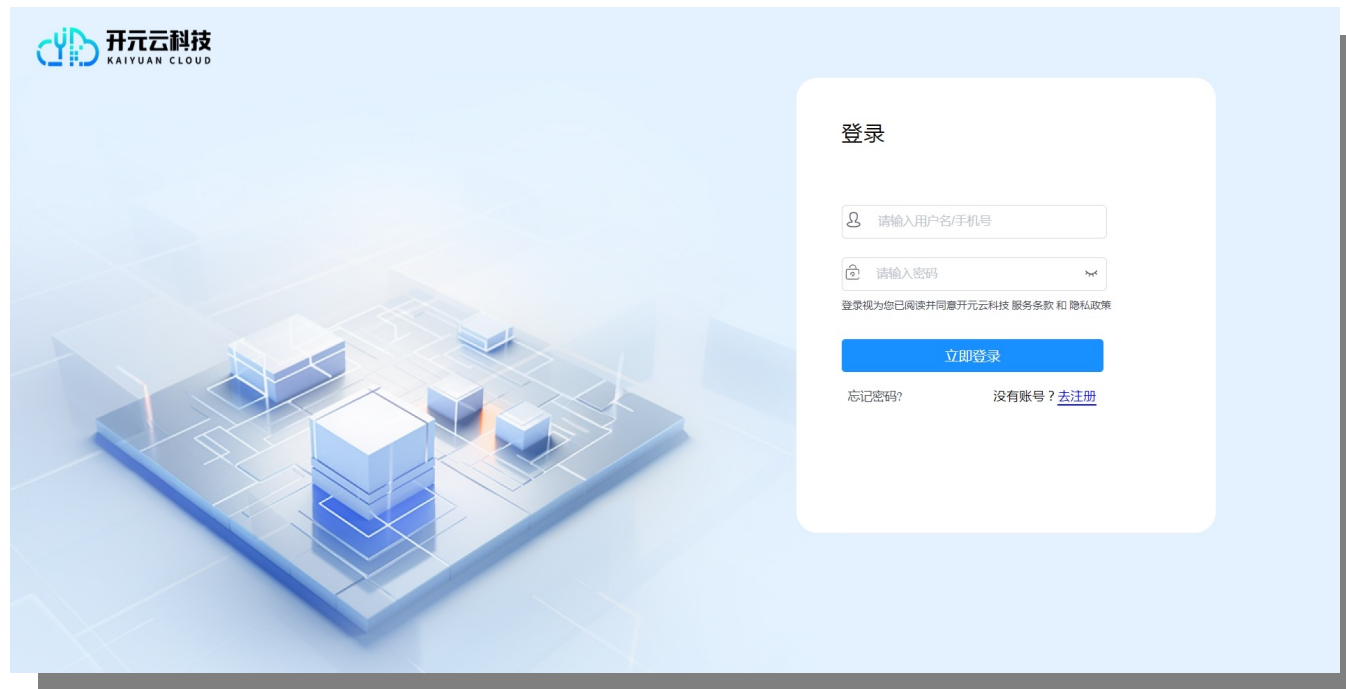 开元云科技
KAIYUAN CLOUD
登录
请输入用户名/手机号
请输入密码
登录视为您已阅读并同意开元云科技 服务条款 和 隐私政策
立即登录
忘记密码? 没有账号？去注册